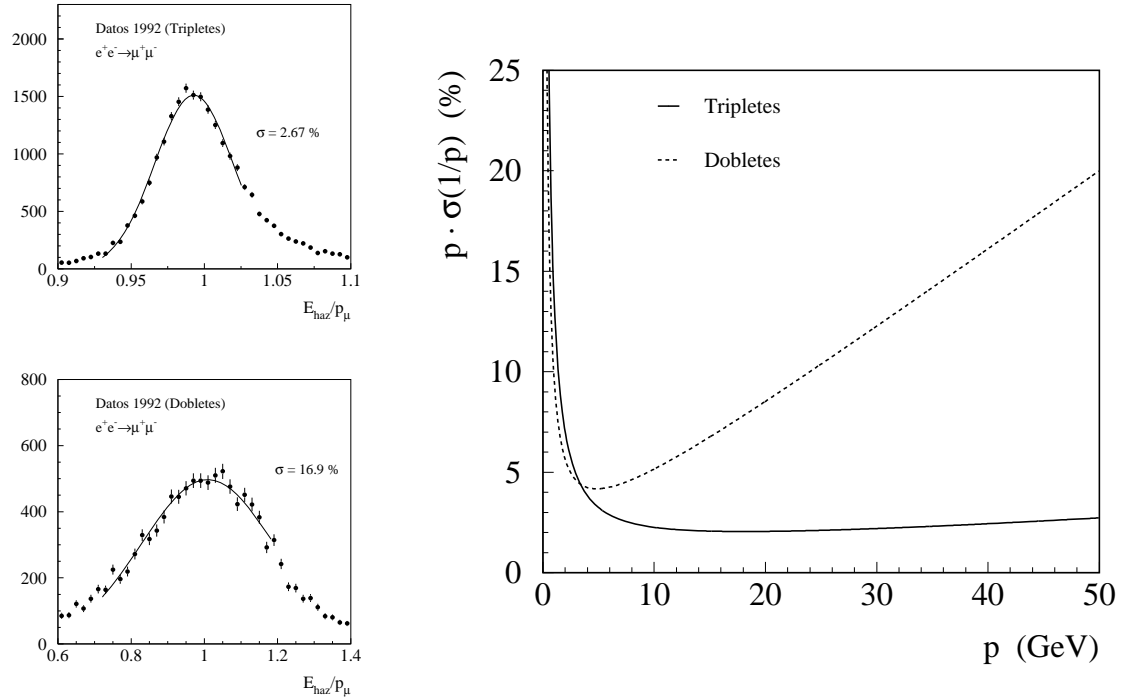 Datos 1992 (Tripletes)
e⁺e⁻→μ⁺μ⁻
σ = 2.67 %
2000
1500
1000
500
0
0.9 0.95 1 1.05 1.1
E_haz/p_μ
Datos 1992 (Dobletes)
e⁺e⁻→μ⁺μ⁻
σ = 16.9 %
800
600
400
200
0
0.6 0.8 1 1.2 1.4
E_haz/p_μ
p · σ(1/p) (%)
Tripletes
Dobletes
25
20
15
10
5
0
0 10 20 30 40 50
p (GeV)